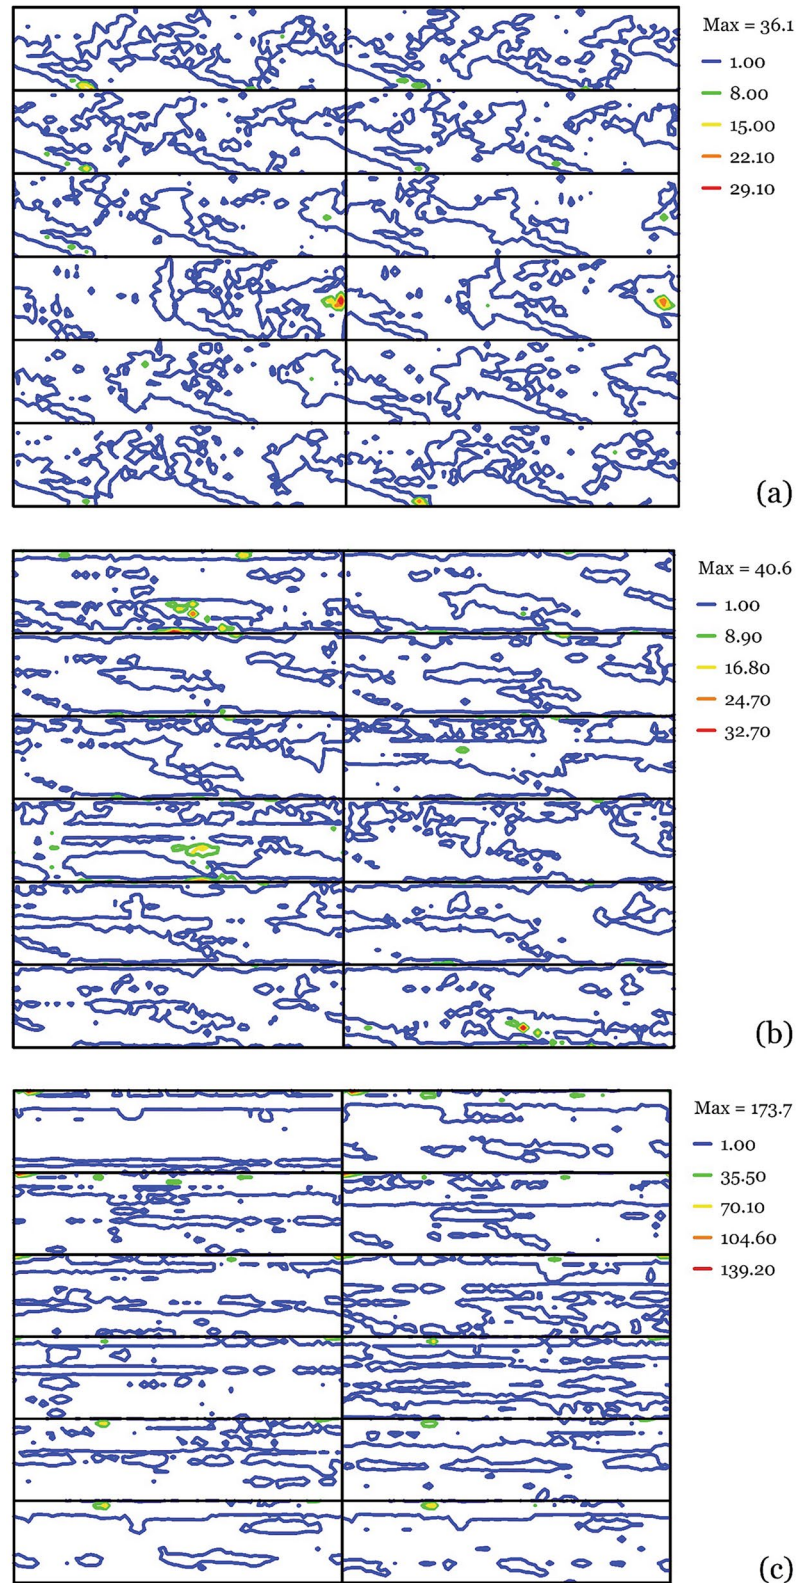 Max = 36.1
1.00
8.00
15.00
22.10
29.10
(a)
Max = 40.6
1.00
8.90
16.80
24.70
32.70
(b)
Max = 173.7
1.00
35.50
70.10
104.60
139.20
(c)